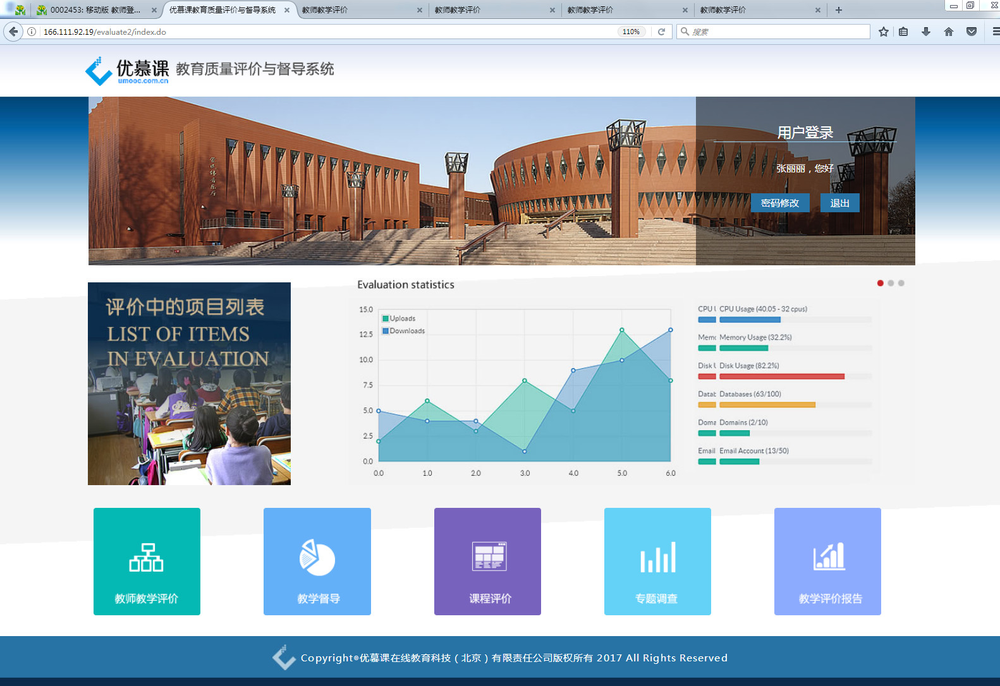 0002453: 移动版 教师登...
优慕课教育质量评价与督导系统
教师教学评价
教师教学评价
教师教学评价
教师教学评价
166.111.92.19/evaluate2/index.do
110%
搜索
优慕课
umooc.com.cn
教育质量评价与督导系统
用户登录
张丽丽，您好
密码修改
退出
评价中的项目列表
LIST OF ITEMS
IN EVALUATION
Evaluation statistics
15.0
12.5
10.0
7.5
5.0
2.5
0.0
Uploads
Downloads
0.0 1.0 2.0 3.0 4.0 5.0 6.0
CPU U CPU Usage (40.05 - 32 cpus)
Memo Memory Usage (32.2%)
Disk U Disk Usage (82.2%)
Datab Databases (63/100)
Doma Domains (2/10)
Email Email Account (13/50)
教师教学评价
教学督导
课程评价
专题调查
教学评价报告
Copyright®优慕课在线教育科技（北京）有限责任公司版权所有 2017 All Rights Reserved